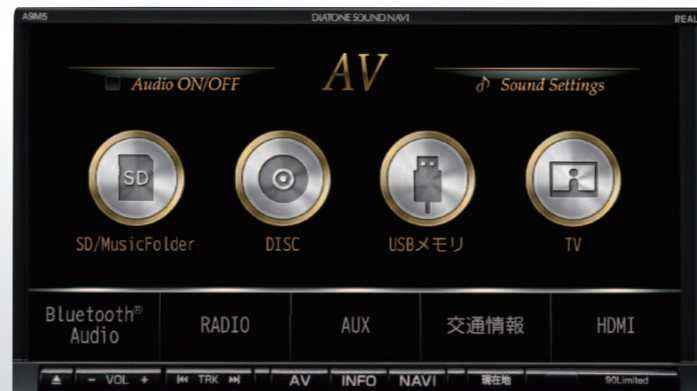 A9M5
DIATONE SOUND.NAVI
REAL
Audio ON/OFF
AV
Sound Settings
SD
SD/MusicFolder
DISC
USBメモリ
TV
Bluetooth®
Audio
RADIO
AUX
交通情報
HDMI
− VOL +
TRK
AV
INFO
NAVI
現在地
90Limited